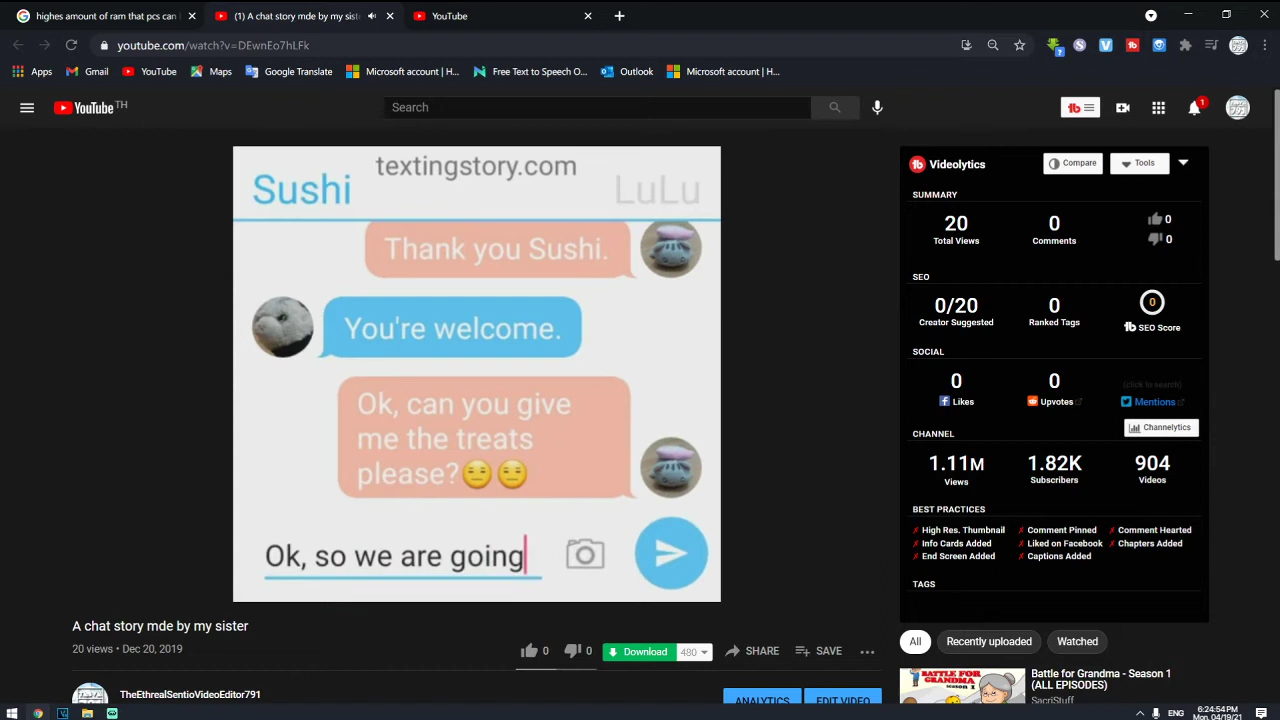 highes amount of ram that pcs can
(1) A chat story mde by my siste
YouTube
youtube.com/watch?v=DEwnEo7hLFk
Apps
Gmail
YouTube
Maps
Google Translate
Microsoft account | H...
Free Text to Speech O...
Outlook
Microsoft account | H...
YouTube TH
Search
1
textingstory.com
Sushi
LuLu
Thank you Sushi.
You're welcome.
Ok, can you give
me the treats
please?😑😑
Ok, so we are going
A chat story mde by my sister
20 views • Dec 20, 2019
0
0
Download
480
SHARE
SAVE
TheEthrealSentioVideoEditor791
ANALYTICS
EDIT VIDEO
Videolytics
Compare
Tools
SUMMARY
20
Total Views
0
Comments
0
0
SEO
0/20
Creator Suggested
0
Ranked Tags
0
SEO Score
SOCIAL
0
Likes
0
Upvotes
(click to search)
Mentions
CHANNEL
Channelytics
1.11M
Views
1.82K
Subscribers
904
Videos
BEST PRACTICES
✗ High Res. Thumbnail
✗ Comment Pinned
✗ Comment Hearted
✗ Info Cards Added
✗ Liked on Facebook
✗ Chapters Added
✗ End Screen Added
✗ Captions Added
TAGS
All
Recently uploaded
Watched
BATTLE FOR
GRANDMA
Battle for Grandma - Season 1
(ALL EPISODES)
SacriStuff
ENG
6:24:54 PM
Mon, 04/19/21